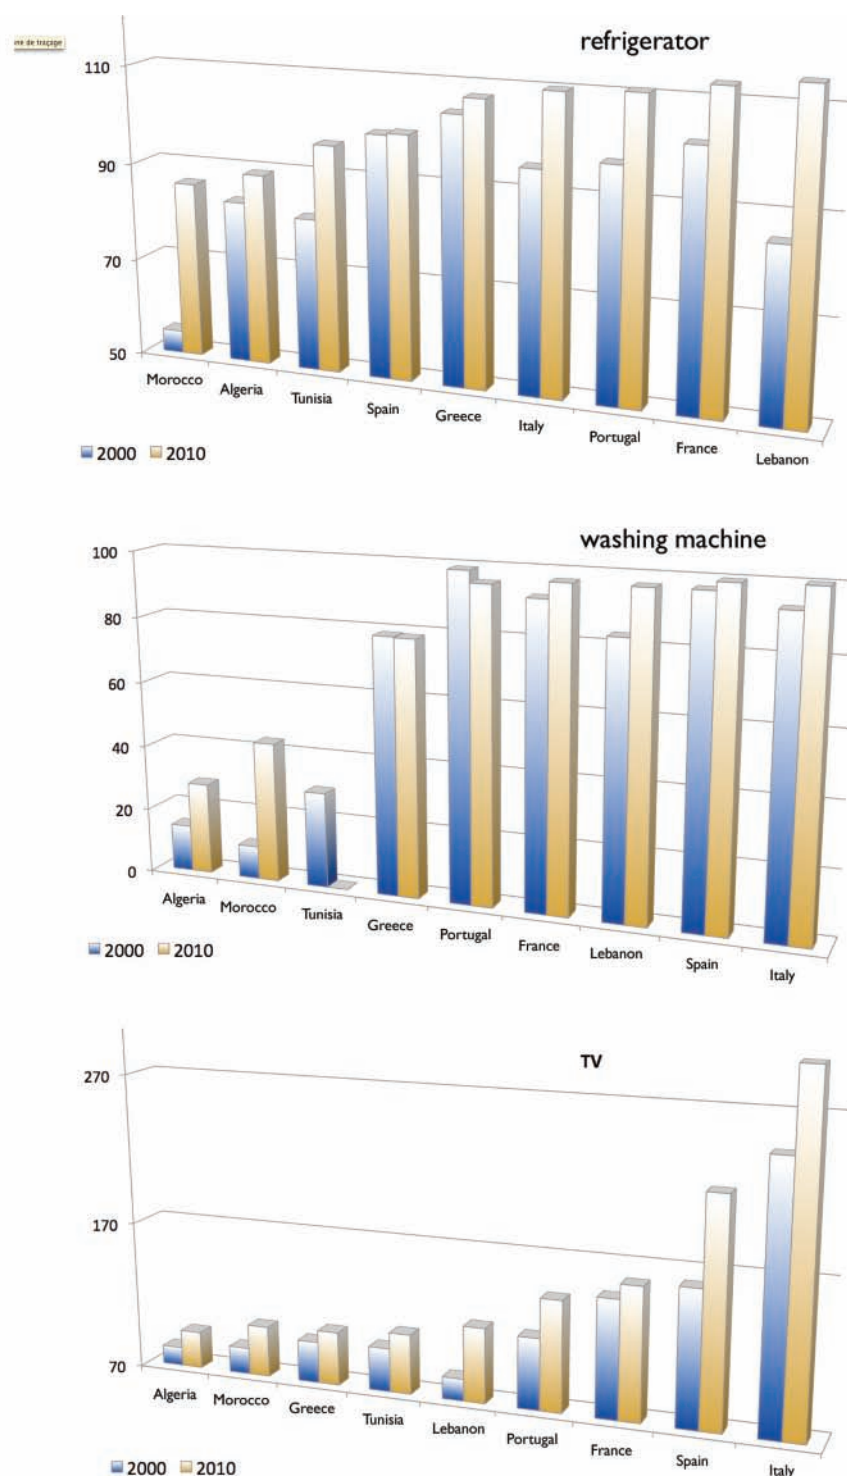 refrigerator
110
90
70
50
Morocco
Algeria
Tunisia
Spain
Greece
Italy
Portugal
France
Lebanon
2000 2010
washing machine
100
80
60
40
20
0
Algeria
Morocco
Tunisia
Greece
Portugal
France
Lebanon
Spain
Italy
2000 2010
TV
270
170
70
Algeria
Morocco
Greece
Tunisia
Lebanon
Portugal
France
Spain
Italy
2000 2010